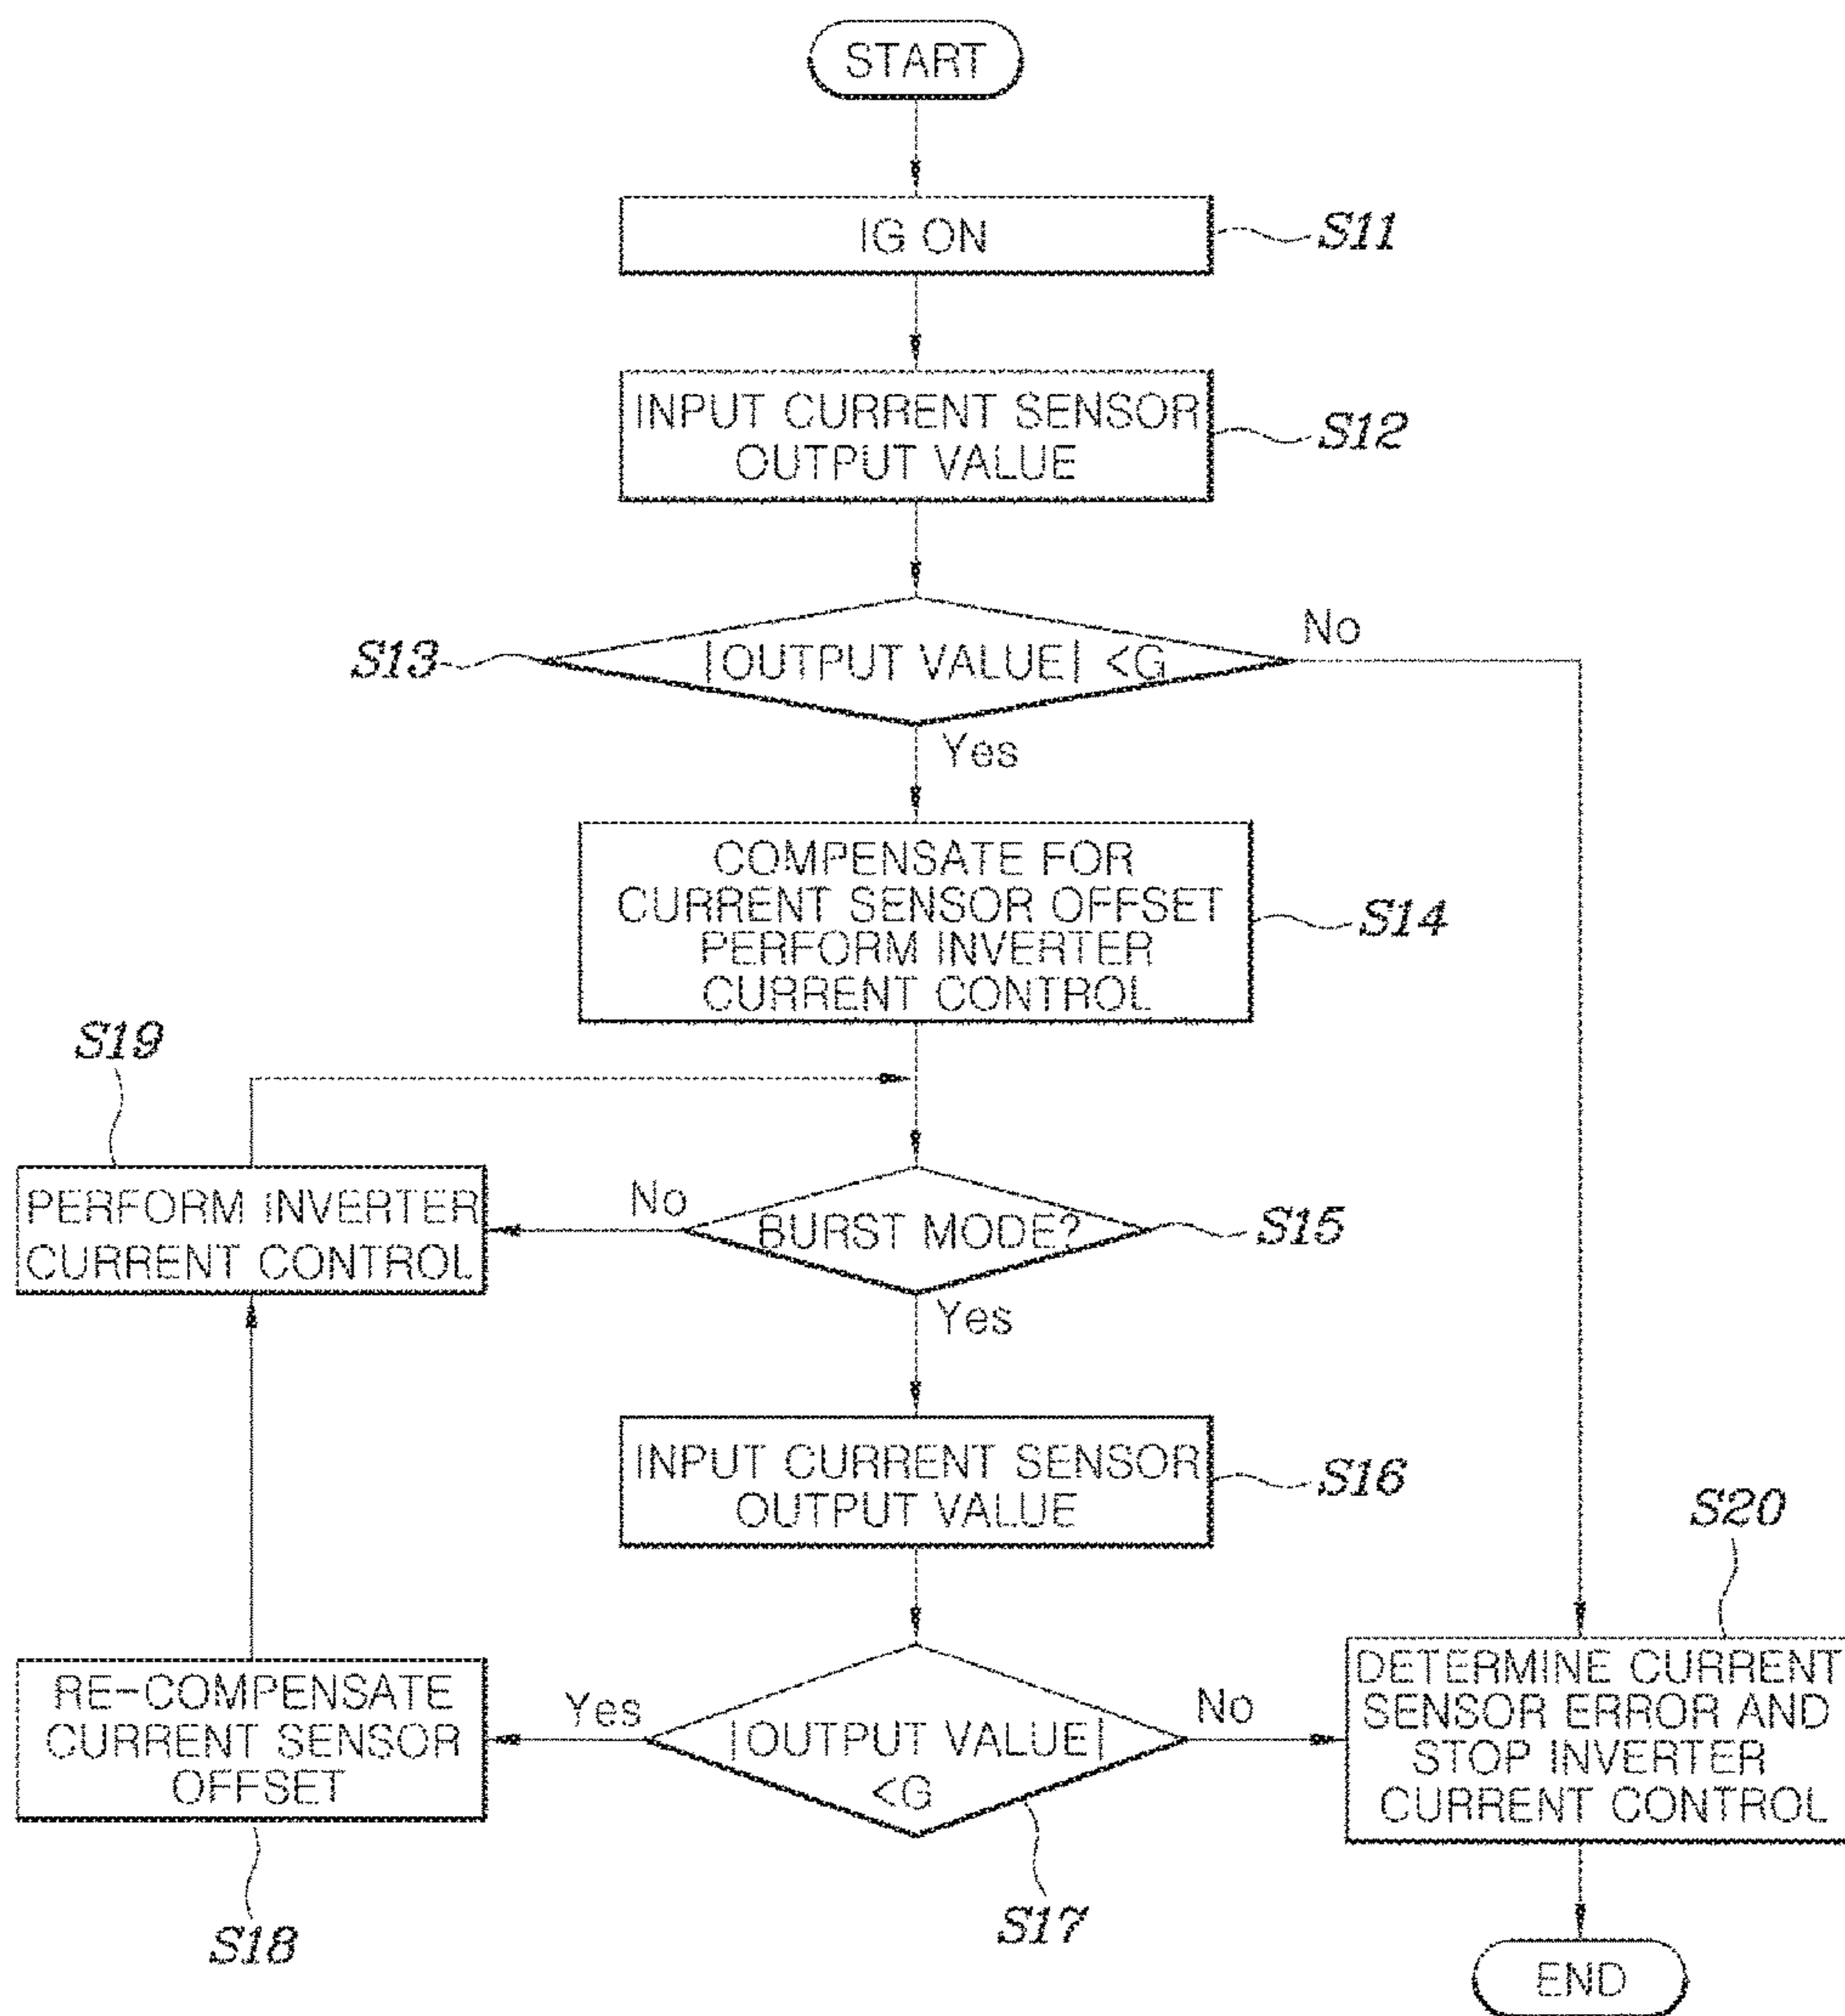 START
IG ON
S11
INPUT CURRENT SENSOR
OUTPUT VALUE
S12
S13
|OUTPUT VALUE| <G
No
Yes
COMPENSATE FOR
CURRENT SENSOR OFFSET
PERFORM INVERTER
CURRENT CONTROL
S14
S19
PERFORM INVERTER
CURRENT CONTROL
No
BURST MODE?
S15
Yes
INPUT CURRENT SENSOR
OUTPUT VALUE
S16
S20
RE-COMPENSATE
CURRENT SENSOR
OFFSET
Yes
|OUTPUT VALUE|
<G
No
DETERMINE CURRENT
SENSOR ERROR AND
STOP INVERTER
CURRENT CONTROL
S18
S17
END